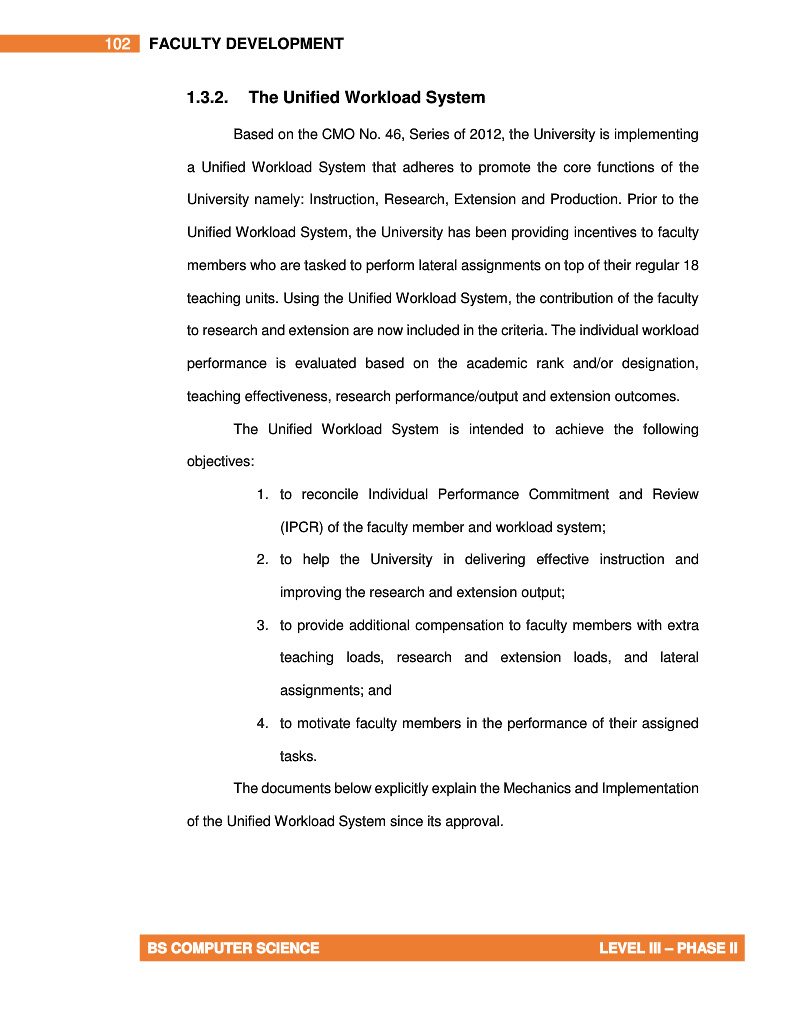 102 FACULTY DEVELOPMENT
1.3.2. The Unified Workload System
Based on the CMO No. 46, Series of 2012, the University is implementing
a Unified Workload System that adheres to promote the core functions of the
University namely: Instruction, Research, Extension and Production. Prior to the
Unified Workload System, the University has been providing incentives to faculty
members who are tasked to perform lateral assignments on top of their regular 18
teaching units. Using the Unified Workload System, the contribution of the faculty
to research and extension are now included in the criteria. The individual workload
performance is evaluated based on the academic rank and/or designation,
teaching effectiveness, research performance/output and extension outcomes.
The Unified Workload System is intended to achieve the following
objectives:
1. to reconcile Individual Performance Commitment and Review
(IPCR) of the faculty member and workload system;
2. to help the University in delivering effective instruction and
improving the research and extension output;
3. to provide additional compensation to faculty members with extra
teaching loads, research and extension loads, and lateral
assignments; and
4. to motivate faculty members in the performance of their assigned
tasks.
The documents below explicitly explain the Mechanics and Implementation
of the Unified Workload System since its approval.
BS COMPUTER SCIENCE LEVEL III – PHASE II